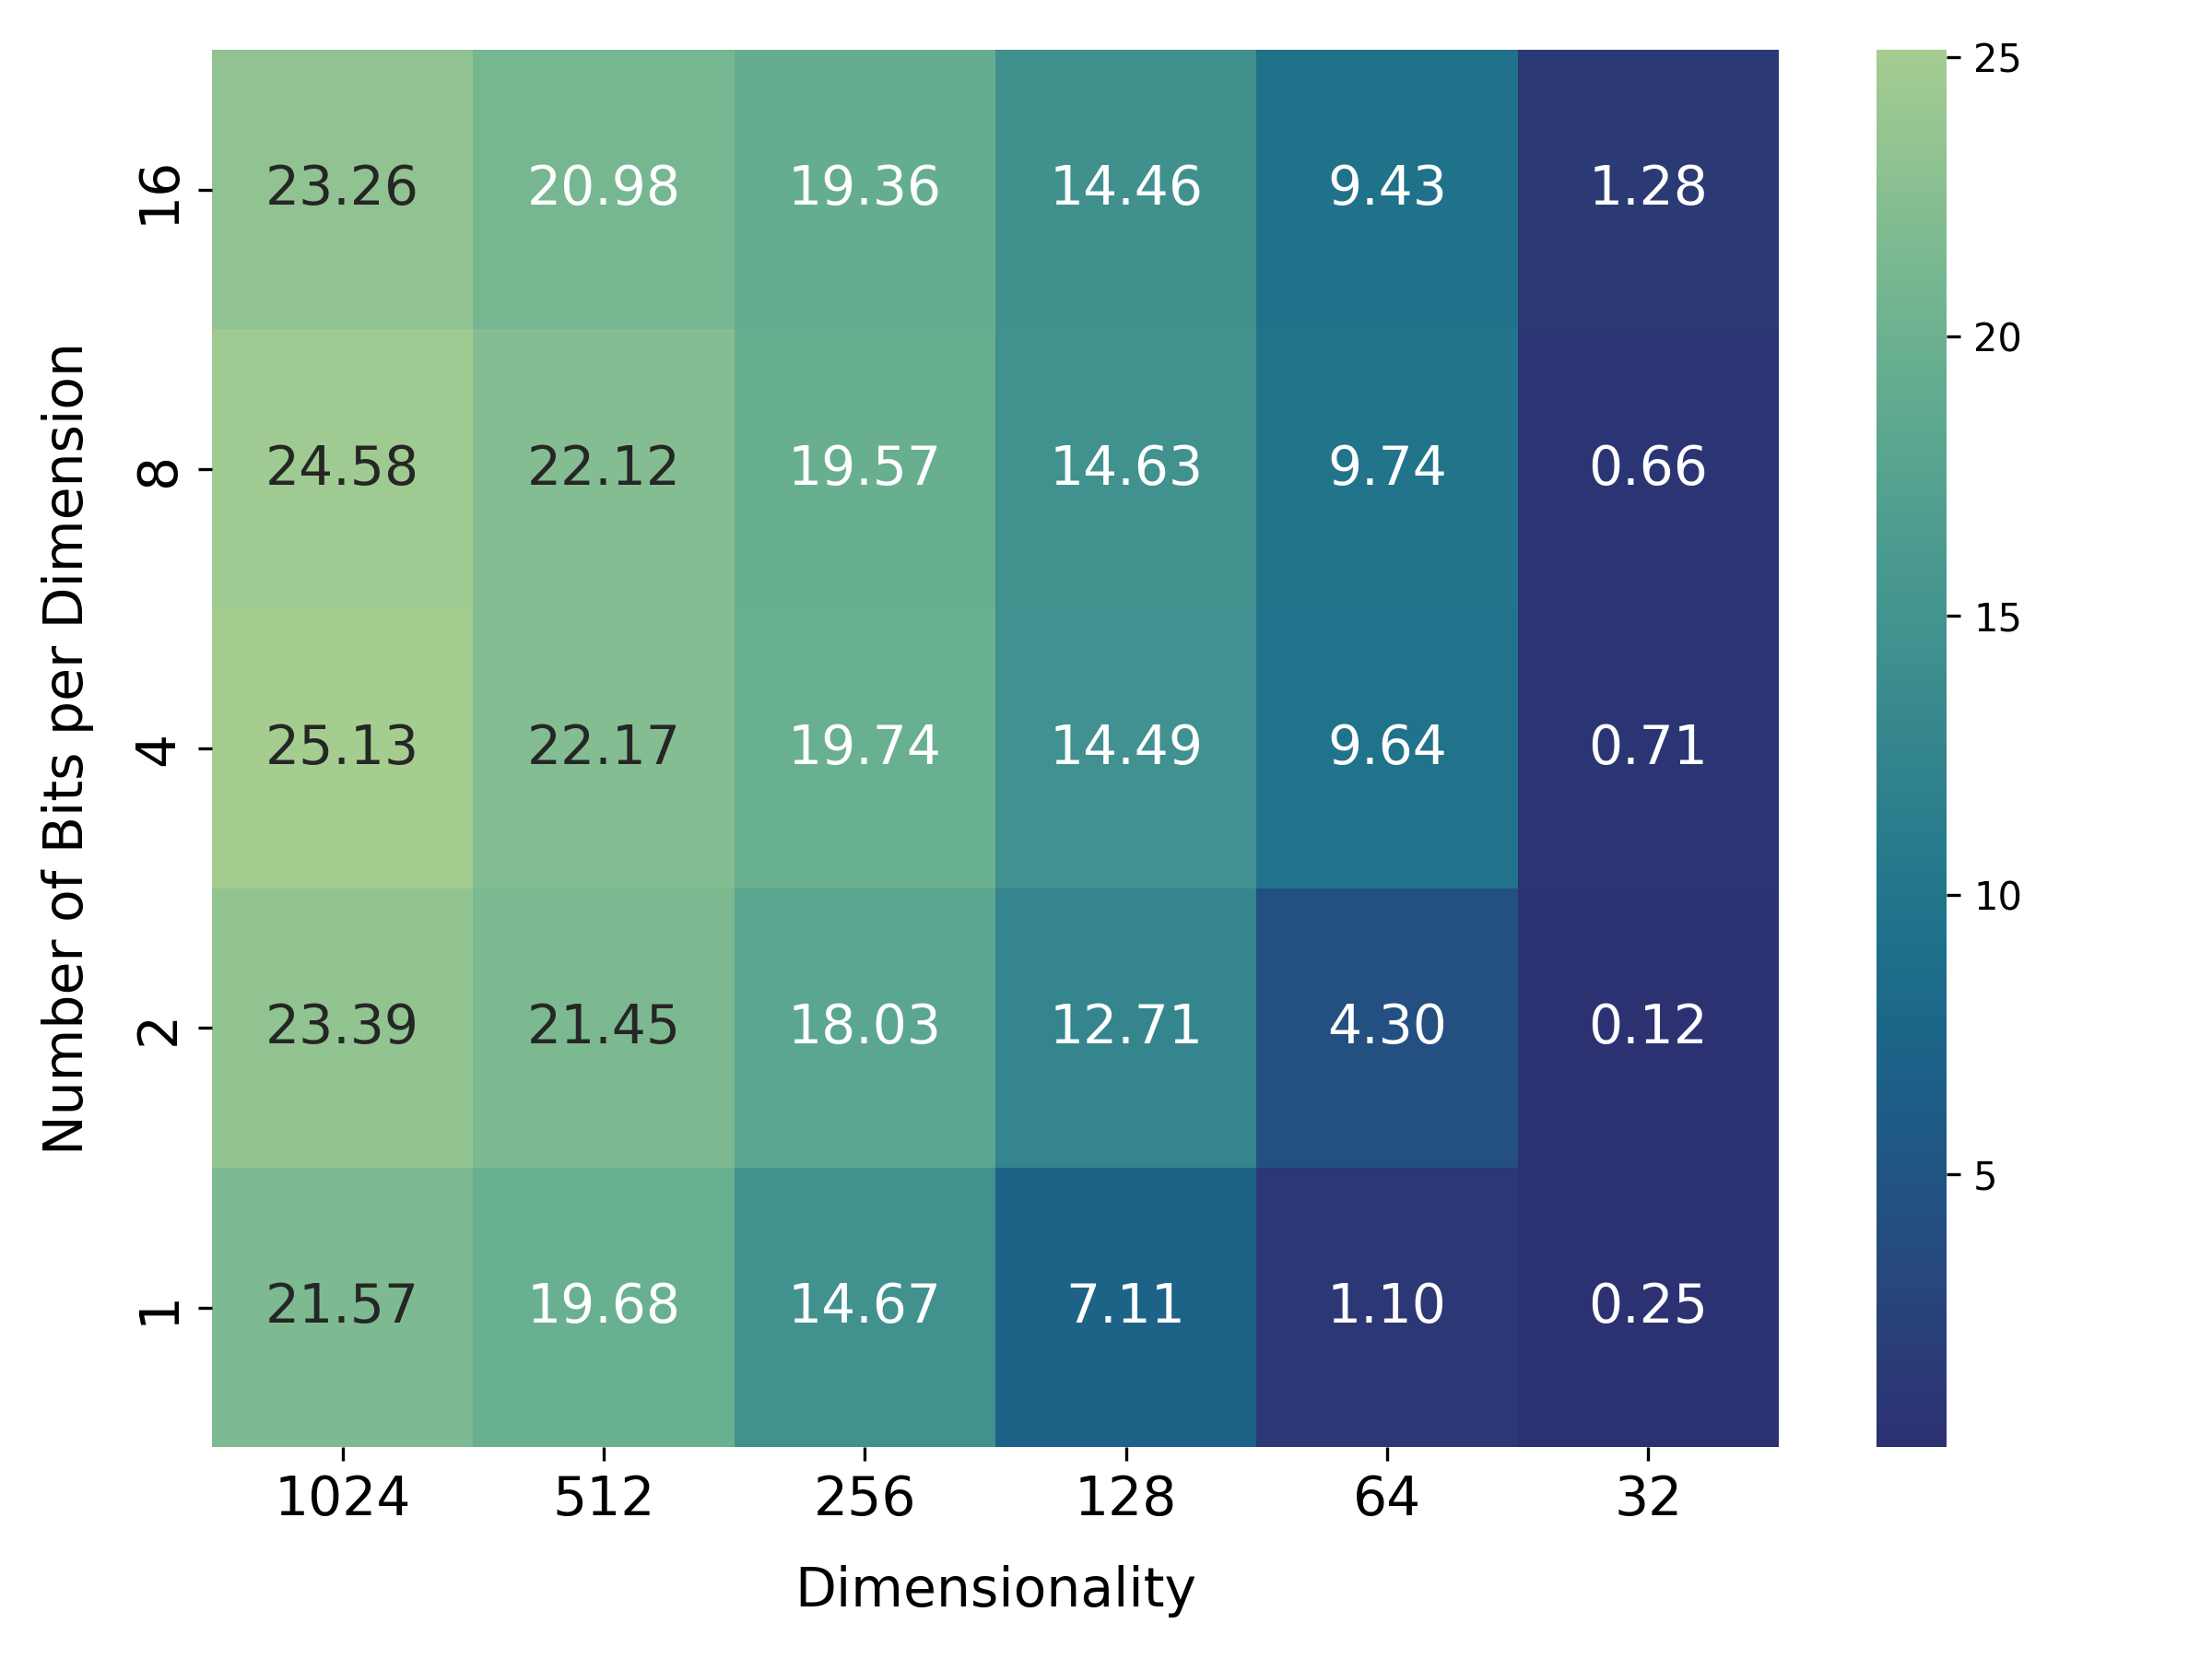 Number of Bits per Dimension
16 23.26 20.98 19.36 14.46 9.43 1.28
8 24.58 22.12 19.57 14.63 9.74 0.66
4 25.13 22.17 19.74 14.49 9.64 0.71
2 23.39 21.45 18.03 12.71 4.30 0.12
1 21.57 19.68 14.67 7.11 1.10 0.25
1024 512 256 128 64 32
Dimensionality
25
20
15
10
5